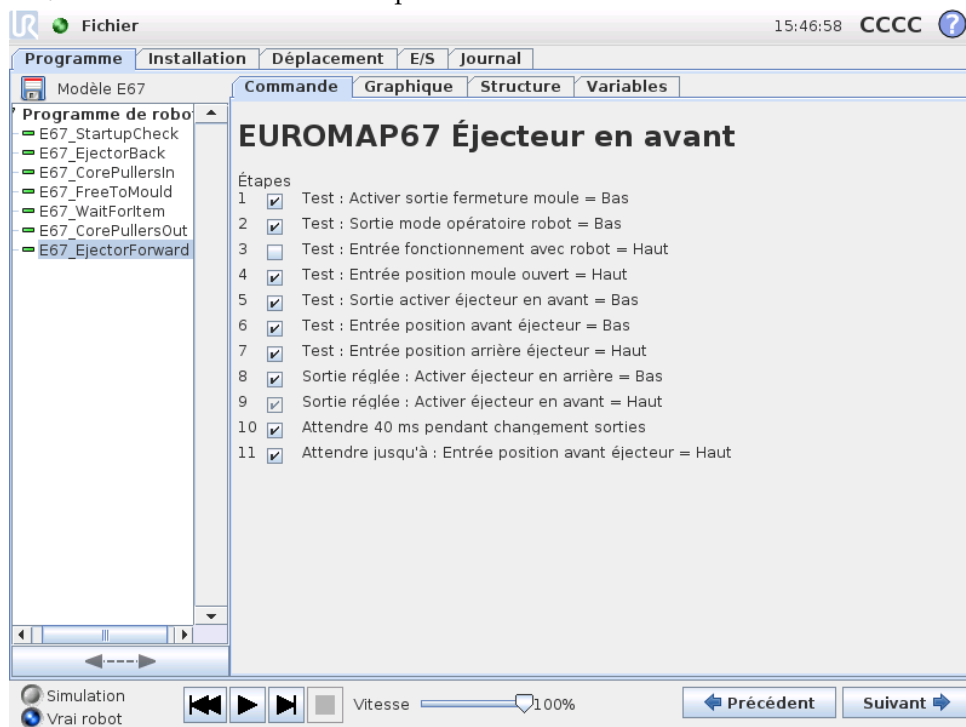 UR Fichier 15:46:58 CCCC ?
Programme Installation Déplacement E/S Journal
Modèle E67
Commande Graphique Structure Variables
Programme de robo
E67_StartupCheck
E67_EjectorBack
E67_CorePullersIn
E67_FreeToMould
E67_WaitForItem
E67_CorePullersOut
E67_EjectorForward
EUROMAP67 Éjecteur en avant
Étapes
1 Test : Activer sortie fermeture moule = Bas
2 Test : Sortie mode opératoire robot = Bas
3 Test : Entrée fonctionnement avec robot = Haut
4 Test : Entrée position moule ouvert = Haut
5 Test : Sortie activer éjecteur en avant = Bas
6 Test : Entrée position avant éjecteur = Bas
7 Test : Entrée position arrière éjecteur = Haut
8 Sortie réglée : Activer éjecteur en arrière = Bas
9 Sortie réglée : Activer éjecteur en avant = Haut
10 Attendre 40 ms pendant changement sorties
11 Attendre jusqu'à : Entrée position avant éjecteur = Haut
Simulation
Vrai robot
Vitesse 100%
Précédent Suivant